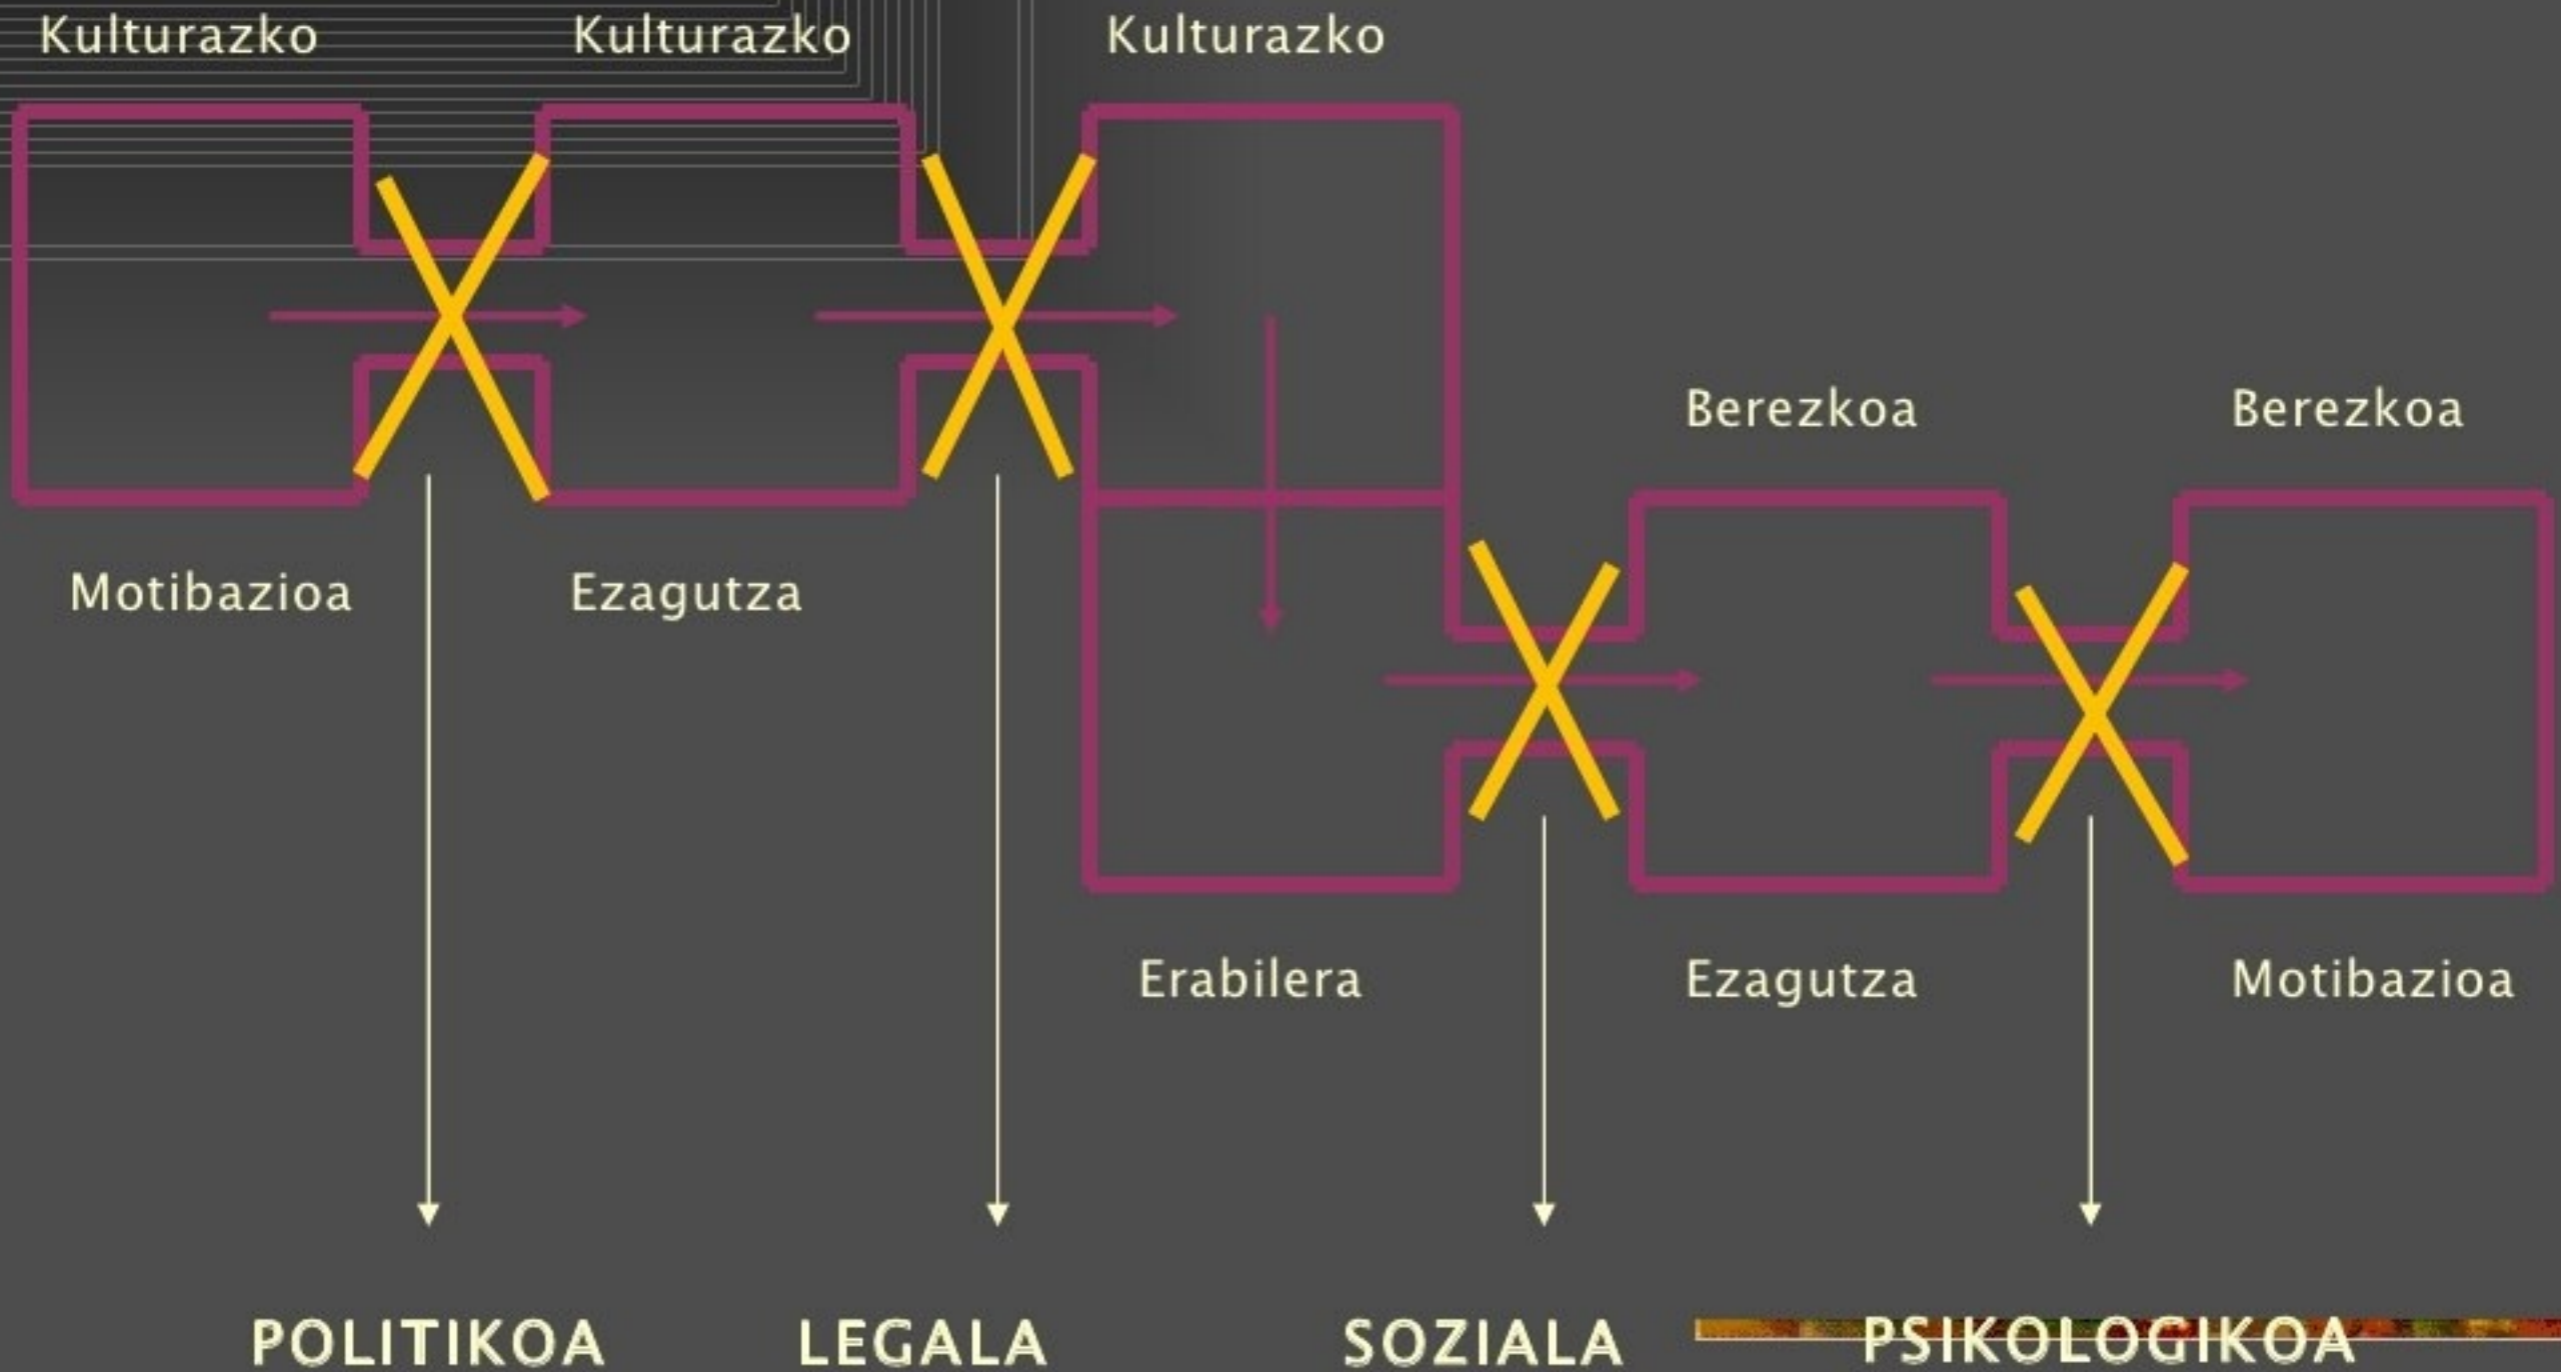 Kulturazko
Kulturazko
Kulturazko
Berezkoa
Berezkoa
Motibazioa
Ezagutza
Erabilera
Ezagutza
Motibazioa
POLITIKOA
LEGALA
SOZIALA
PSIKOLOGIKOA